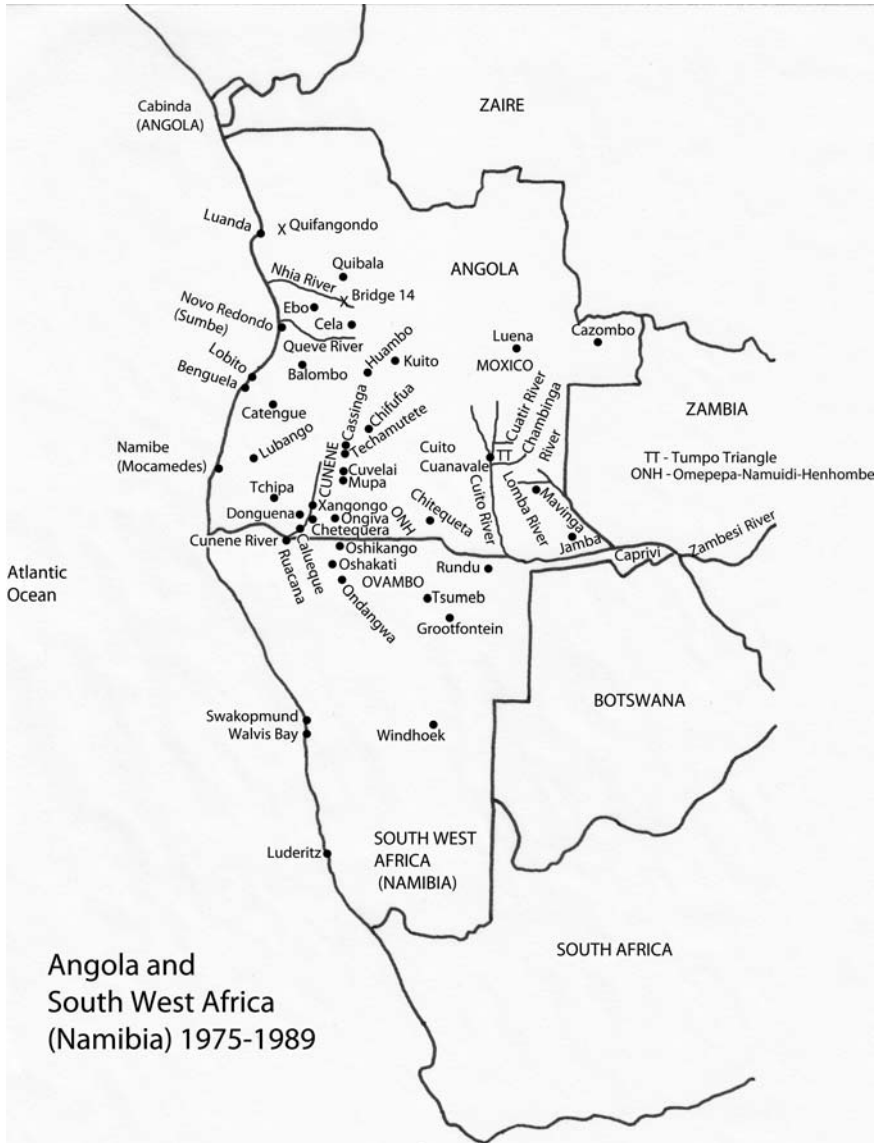 Cabinda
(ANGOLA)
ZAIRE
Luanda
X Quifangondo
Quibala
ANGOLA
Nhia River
X Bridge 14
Novo Redondo
(Sumbe)
Ebo
Cela
Queve River
Luena
Cazombo
MOXICO
Lobito
Benguela
Balombo
Huambo
Kuito
Catengue
Cassinga
Chifufua
Techamutete
Cuatir River
Chambinga
River
ZAMBIA
Namibe
(Mocamedes)
Lubango
CUNENE
Cuvelai
Mupa
Cuito
Cuanavale
TT
TT - Tumpo Triangle
ONH - Omepepa-Namuidi-Henhombe
Tchipa
Xangongo
Donguena
Ongiva
Chetequera
ONH
Chitequeta
Cuito River
Lomba River
Mavinga
Jamba
Cunene River
Ruacana
Calueque
Oshikango
Oshakati
OVAMBO
Ondangwa
Rundu
Caprivi
Zambesi River
Atlantic
Ocean
Tsumeb
Grootfontein
Swakopmund
Walvis Bay
Windhoek
BOTSWANA
Luderitz
SOUTH WEST
AFRICA
(NAMIBIA)
SOUTH AFRICA
Angola and
South West Africa
(Namibia) 1975-1989